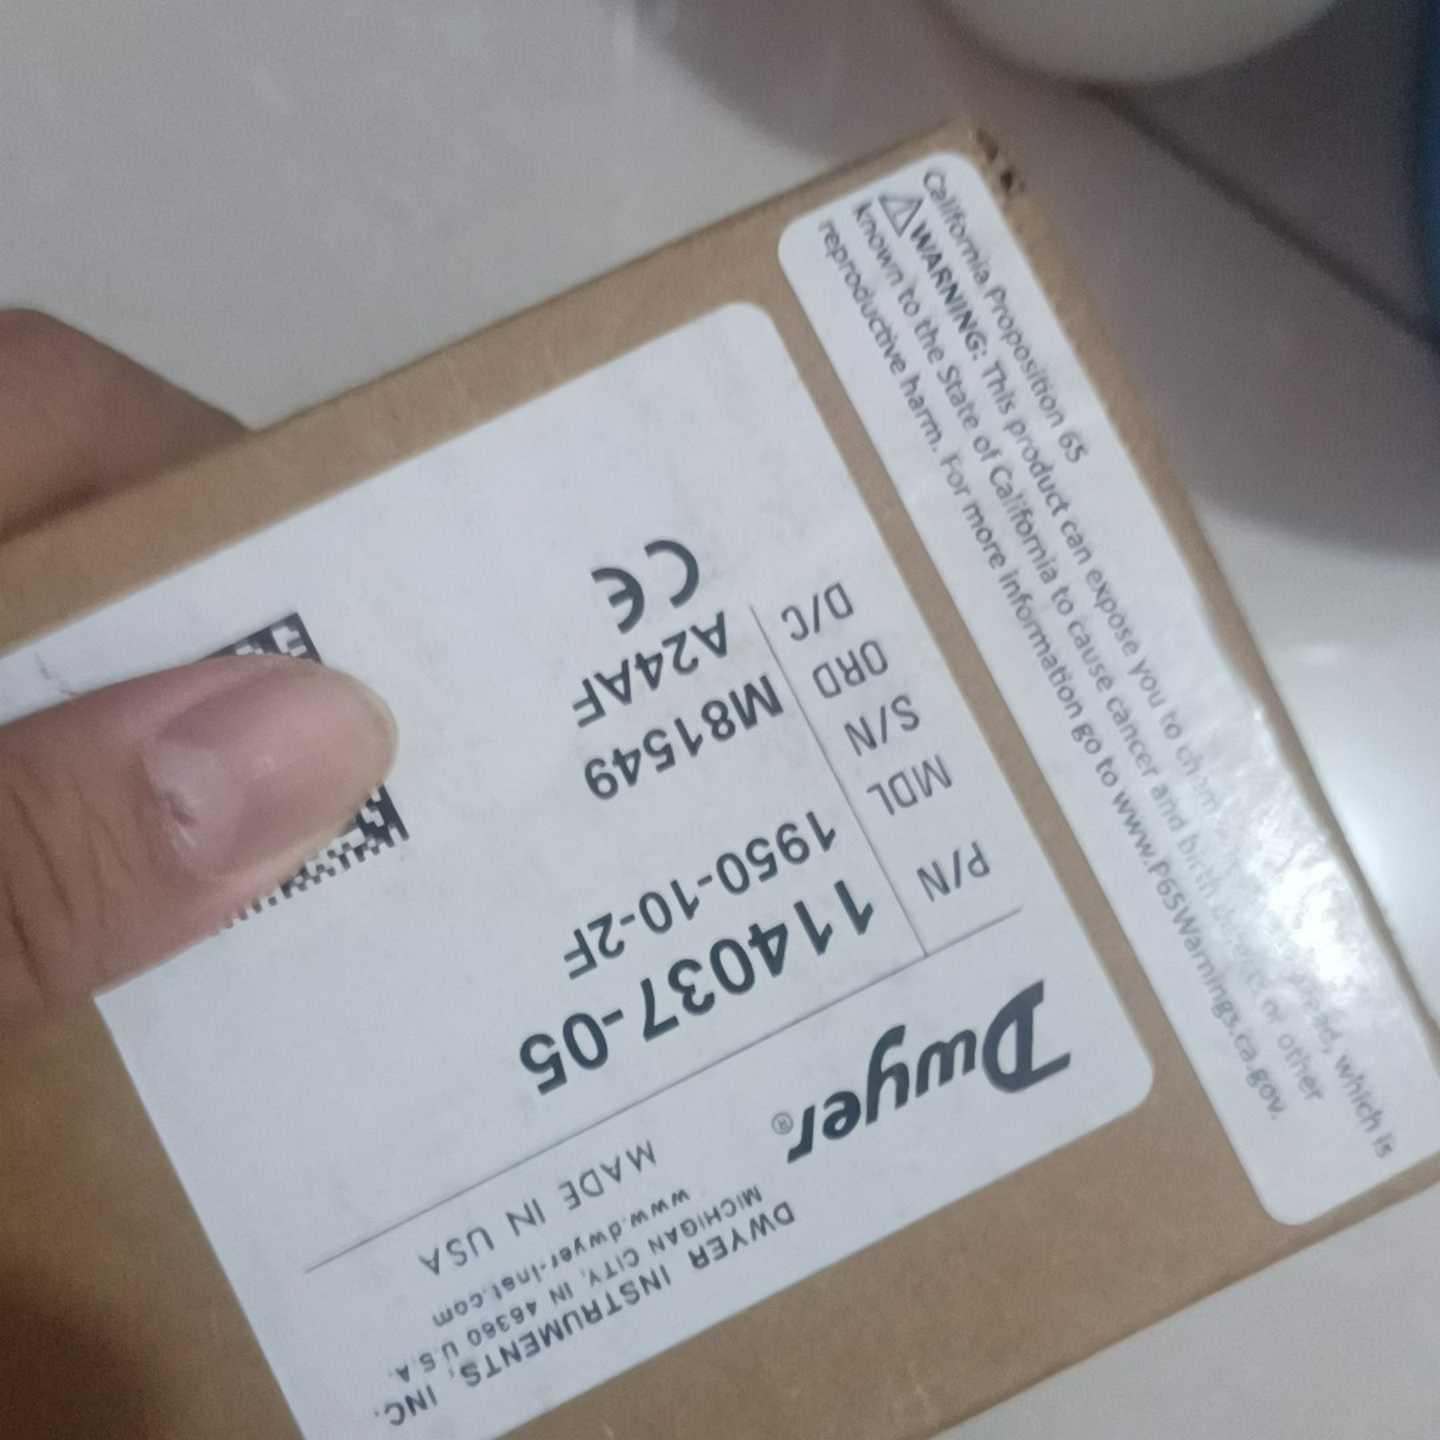 DWYER INSTRUMENTS, INC.
MICHIGAN CITY, IN 46360 U.S.A.
www.dwyer-inst.com
Dwyer®
MADE IN USA
P/N 114037-05
MDL 1950-10-2F
S/N
ORD M81549
D/C A24AF
CE
California Proposition 65
⚠WARNING: This product can expose you to which is
known to the State of California to cause cancer and birth or other
reproductive harm. For more information go to www.P65Warnings.ca.gov.